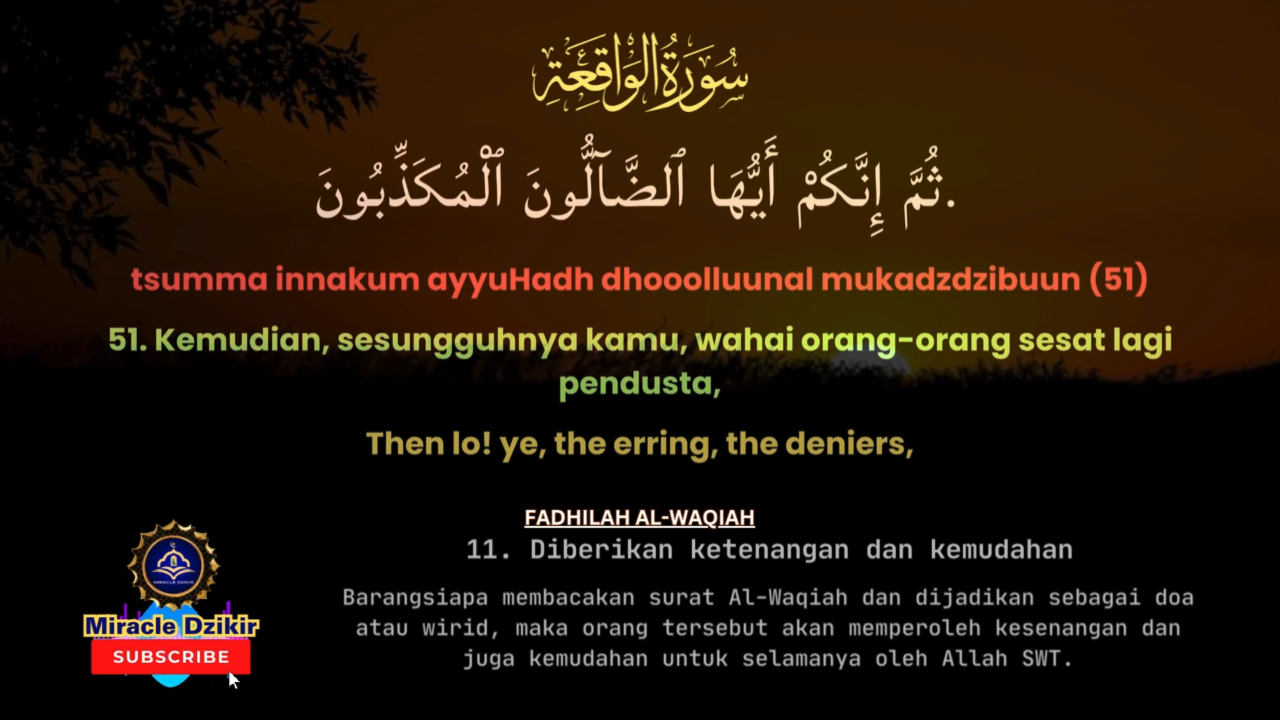 سُورَةُ الْوَاقِعَةِ
ثُمَّ إِنَّكُمْ أَيُّهَا ٱلضَّآلُّونَ ٱلْمُكَذِّبُونَ.
tsumma innakum ayyuHadh dhooolluunal mukadzdzibuun (51)
51. Kemudian, sesungguhnya kamu, wahai orang-orang sesat lagi
pendusta,
Then lo! ye, the erring, the deniers,
FADHILAH AL-WAQIAH
11. Diberikan ketenangan dan kemudahan
Barangsiapa membacakan surat Al-Waqiah dan dijadikan sebagai doa
atau wirid, maka orang tersebut akan memperoleh kesenangan dan
juga kemudahan untuk selamanya oleh Allah SWT.
MIRACLE DZIKIR
Miracle Dzikir
SUBSCRIBE